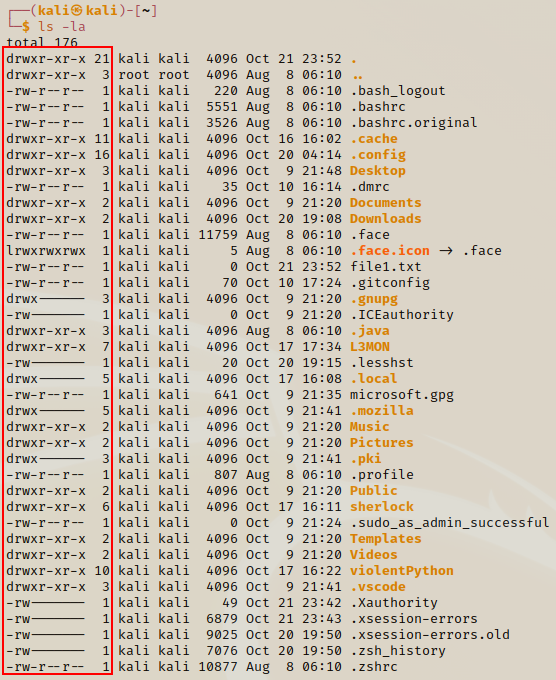 ┌──(kali㉿kali)-[~]
└─$ ls -la
total 176
drwxr-xr-x 21 kali kali  4096 Oct 21 23:52 .
drwxr-xr-x  3 root root  4096 Aug  8 06:10 ..
-rw-r--r--  1 kali kali   220 Aug  8 06:10 .bash_logout
-rw-r--r--  1 kali kali  5551 Aug  8 06:10 .bashrc
-rw-r--r--  1 kali kali  3526 Aug  8 06:10 .bashrc.original
drwxr-xr-x 11 kali kali  4096 Oct 16 16:02 .cache
drwxr-xr-x 16 kali kali  4096 Oct 20 04:14 .config
drwxr-xr-x  3 kali kali  4096 Oct  9 21:48 Desktop
-rw-r--r--  1 kali kali    35 Oct 10 16:14 .dmrc
drwxr-xr-x  2 kali kali  4096 Oct  9 21:20 Documents
drwxr-xr-x  2 kali kali  4096 Oct 20 19:08 Downloads
-rw-r--r--  1 kali kali 11759 Aug  8 06:10 .face
lrwxrwxrwx  1 kali kali     5 Aug  8 06:10 .face.icon -> .face
-rw-r--r--  1 kali kali     0 Oct 21 23:52 file1.txt
-rw-r--r--  1 kali kali    70 Oct 10 17:24 .gitconfig
drwx------  3 kali kali  4096 Oct  9 21:20 .gnupg
-rw-------  1 kali kali     0 Oct  9 21:20 .ICEauthority
drwxr-xr-x  3 kali kali  4096 Aug  8 06:10 .java
drwxr-xr-x  7 kali kali  4096 Oct 17 17:34 L3MON
-rw-------  1 kali kali    20 Oct 20 19:15 .lesshst
drwx------  5 kali kali  4096 Oct 17 16:08 .local
-rw-r--r--  1 kali kali   641 Oct  9 21:35 microsoft.gpg
drwx------  5 kali kali  4096 Oct  9 21:41 .mozilla
drwxr-xr-x  2 kali kali  4096 Oct  9 21:20 Music
drwxr-xr-x  2 kali kali  4096 Oct  9 21:20 Pictures
drwx------  3 kali kali  4096 Oct  9 21:41 .pki
-rw-r--r--  1 kali kali   807 Aug  8 06:10 .profile
drwxr-xr-x  2 kali kali  4096 Oct  9 21:20 Public
drwxr-xr-x  6 kali kali  4096 Oct 17 16:11 sherlock
-rw-r--r--  1 kali kali     0 Oct  9 21:24 .sudo_as_admin_successful
drwxr-xr-x  2 kali kali  4096 Oct  9 21:20 Templates
drwxr-xr-x  2 kali kali  4096 Oct  9 21:20 Videos
drwxr-xr-x 10 kali kali  4096 Oct 17 16:22 violentPython
drwxr-xr-x  3 kali kali  4096 Oct  9 21:41 .vscode
-rw-------  1 kali kali    49 Oct 21 23:42 .Xauthority
-rw-------  1 kali kali  6879 Oct 21 23:43 .xsession-errors
-rw-------  1 kali kali  9025 Oct 20 19:50 .xsession-errors.old
-rw-------  1 kali kali  7076 Oct 20 19:50 .zsh_history
-rw-r--r--  1 kali kali 10877 Aug  8 06:10 .zshrc